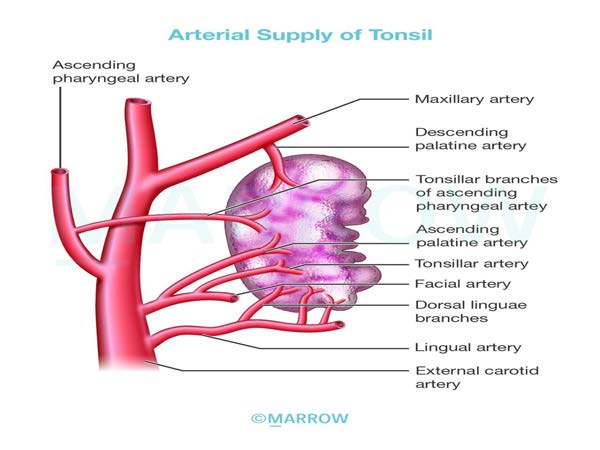 Arterial Supply of Tonsil
Ascending
pharyngeal artery
Maxillary artery
Descending
palatine artery
Tonsillar branches
of ascending
pharyngeal artey
Ascending
palatine artery
Tonsillar artery
Facial artery
Dorsal linguae
branches
Lingual artery
External carotid
artery
MARROW
©MARROW